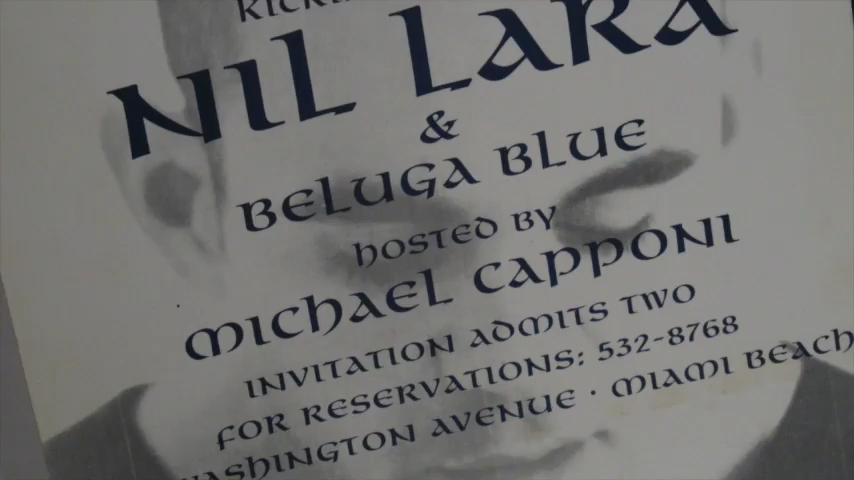 NIL LARA
&
BELUGA BLUE
hOSTED BY
MIChAEL CAPPONI
INVITATION ADMITS TWO
FOR RESERVATIONS: 532-8768
WAShINGTON AVENUE · MIAMI BEACh